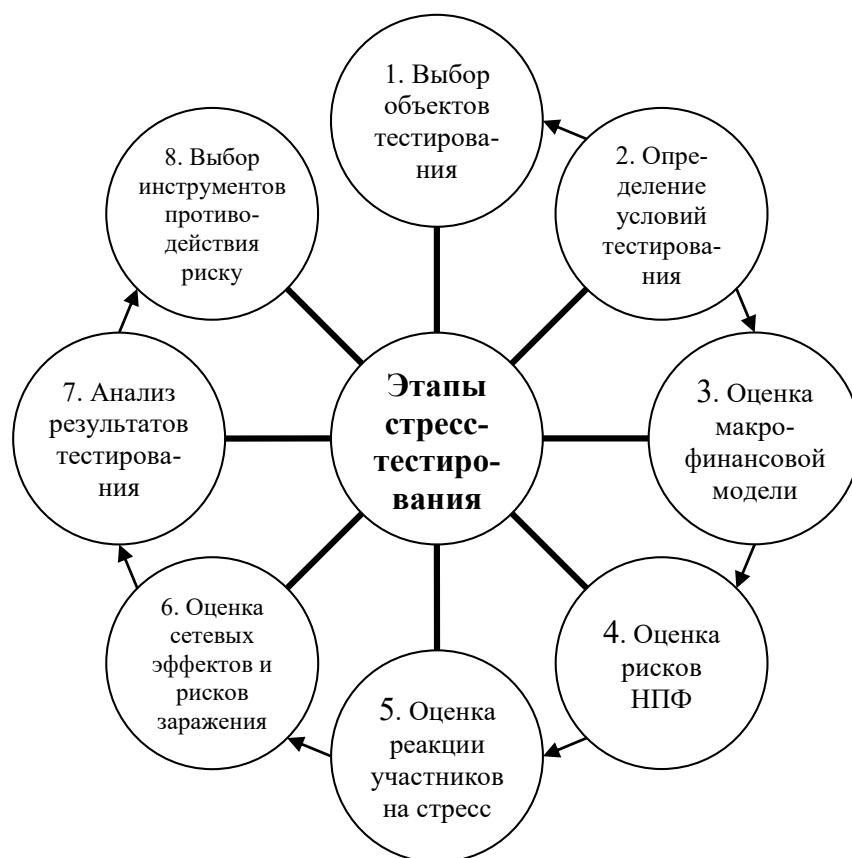 1. Выбор
объектов
тестирова-
ния
2. Опре-
деление
условий
тестирова-
ния
3. Оценка
макро-
финансовой
модели
4. Оценка
рисков
НПФ
5. Оценка
реакции
участников
на стресс
6. Оценка
сетевых
эффектов и
рисков
заражения
7. Анализ
результатов
тестирова-
ния
8. Выбор
инструментов
противо-
действия
риску
Этапы
стресс-
тестиро-
вания